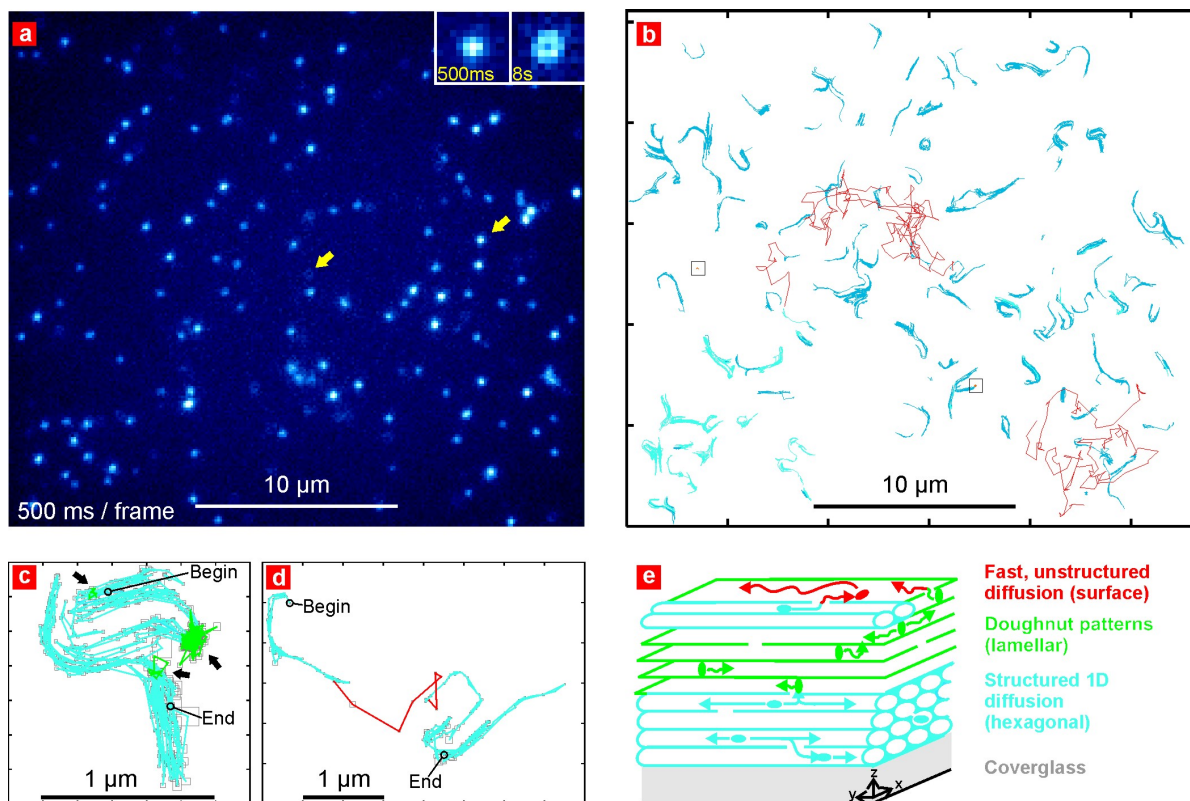 a
500ms
8s
10 µm
500 ms / frame
b
10 µm
c
Begin
End
1 µm
d
Begin
End
1 µm
e
Fast, unstructured
diffusion (surface)
Doughnut patterns
(lamellar)
Structured 1D
diffusion
(hexagonal)
Coverglass
z
x
y